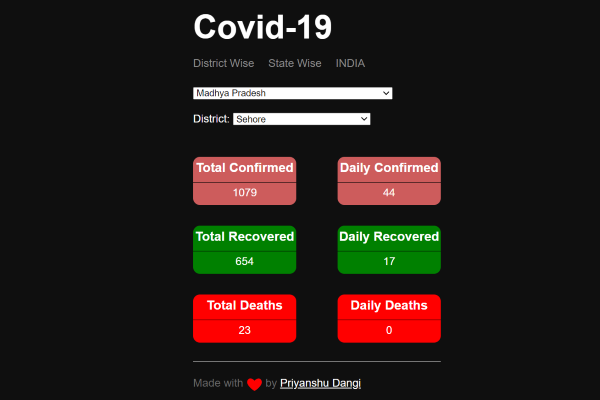 Covid-19
District Wise State Wise INDIA
Madhya Pradesh
District: Sehore
Total Confirmed Daily Confirmed
1079 44
Total Recovered Daily Recovered
654 17
Total Deaths Daily Deaths
23 0
Made with ❤ by Priyanshu Dangi